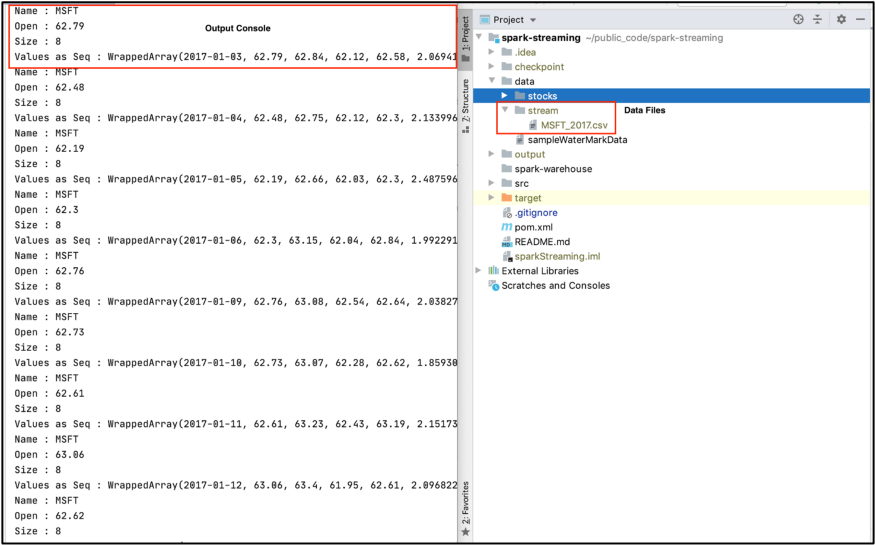 Name : MSFT
Open : 62.79
Size : 8
Values as Seq : WrappedArray(2017-01-03, 62.79, 62.84, 62.12, 62.58, 2.06941
Name : MSFT
Open : 62.48
Size : 8
Values as Seq : WrappedArray(2017-01-04, 62.48, 62.75, 62.12, 62.3, 2.133996
Name : MSFT
Open : 62.19
Size : 8
Values as Seq : WrappedArray(2017-01-05, 62.19, 62.66, 62.03, 62.3, 2.487596
Name : MSFT
Open : 62.3
Size : 8
Values as Seq : WrappedArray(2017-01-06, 62.3, 63.15, 62.04, 62.84, 1.992291
Name : MSFT
Open : 62.76
Size : 8
Values as Seq : WrappedArray(2017-01-09, 62.76, 63.08, 62.54, 62.64, 2.03827
Name : MSFT
Open : 62.73
Size : 8
Values as Seq : WrappedArray(2017-01-10, 62.73, 63.07, 62.28, 62.62, 1.85930
Name : MSFT
Open : 62.61
Size : 8
Values as Seq : WrappedArray(2017-01-11, 62.61, 63.23, 62.43, 63.19, 2.15173
Name : MSFT
Open : 63.06
Size : 8
Values as Seq : WrappedArray(2017-01-12, 63.06, 63.4, 61.95, 62.61, 2.096822
Name : MSFT
Open : 62.62
Size : 8
Output Console
1: Project
7: Structure
2: Favorites
Project
spark-streaming ~/public_code/spark-streaming
.idea
checkpoint
data
stocks
stream
Data Files
MSFT_2017.csv
sampleWaterMarkData
output
spark-warehouse
src
target
.gitignore
pom.xml
README.md
sparkStreaming.iml
External Libraries
Scratches and Consoles